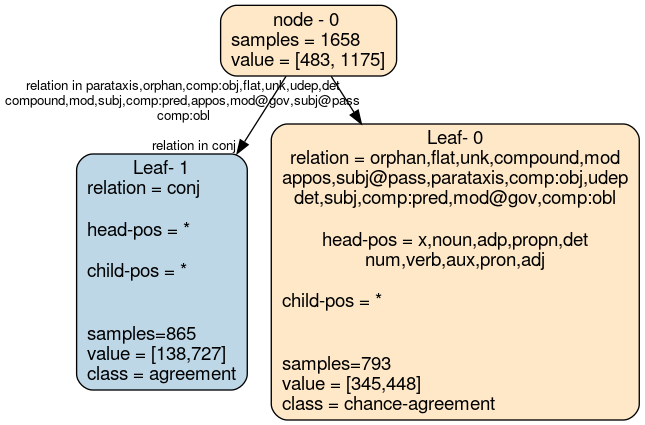 node - 0
samples = 1658
value = [483, 1175]
relation in parataxis,orphan,comp:obj,flat,unk,udep,det
compound,mod,subj,comp:pred,appos,mod@gov,subj@pass
comp:obl
relation in conj
Leaf- 1
relation = conj
head-pos = *
child-pos = *
samples=865
value = [138,727]
class = agreement
Leaf- 0
relation = orphan,flat,unk,compound,mod
appos,subj@pass,parataxis,comp:obj,udep
det,subj,comp:pred,mod@gov,comp:obl
head-pos = x,noun,adp,propn,det
num,verb,aux,pron,adj
child-pos = *
samples=793
value = [345,448]
class = chance-agreement